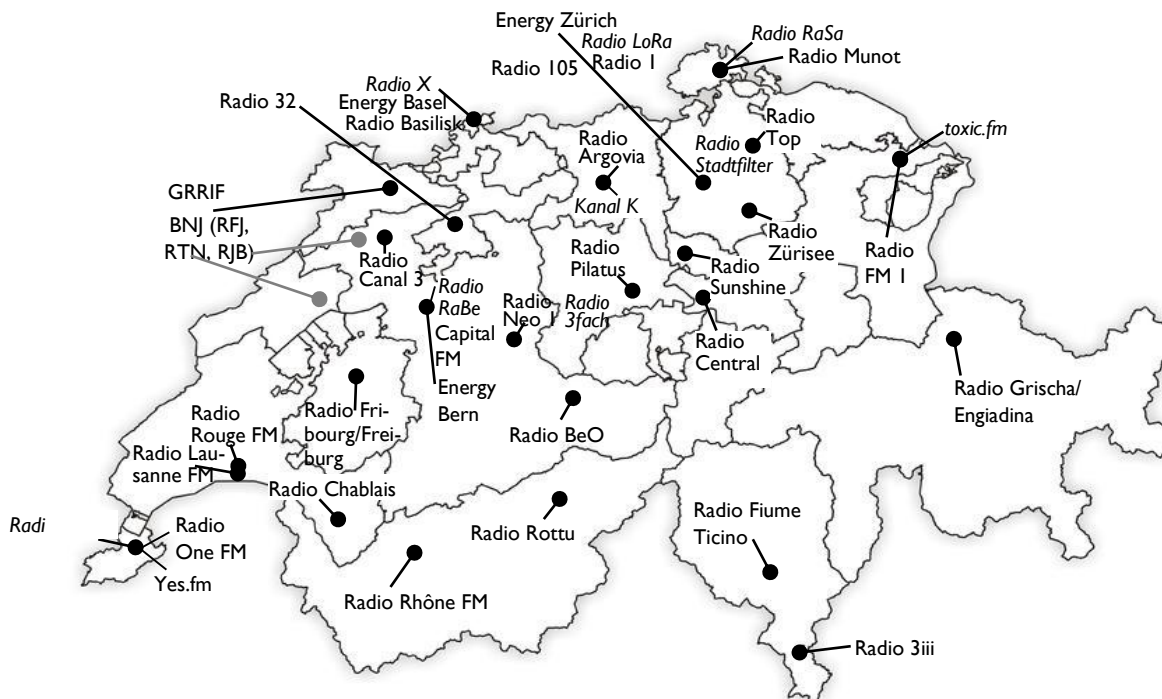 Energy Zürich
Radio LoRa
Radio 1
Radio 105
Radio RaSa
Radio Munot
Radio X
Energy Basel
Radio Basilisk
Radio 32
Radio
Argovia
Kanal K
Radio
Stadtfilter
Radio
Top
toxic.fm
GRRIF
BNJ (RFJ,
RTN, RJB)
Radio
Canal 3
Radio
Pilatus
Radio
Sunshine
Radio
Zürisee
Radio
FM 1
Radio
RaBe
Capital
FM
Energy
Bern
Radio
Neo 1
Radio
3fach
Radio
Central
Radio Grischa/
Engiadina
Radio
Rouge FM
Radio Lau-
sanne FM
Radio Fri-
bourg/Frei-
burg
Radio BeO
Radio Chablais
Radio Rottu
Radio Fiume
Ticino
Radi
Radio
One FM
Yes.fm
Radio Rhône FM
Radio 3iii